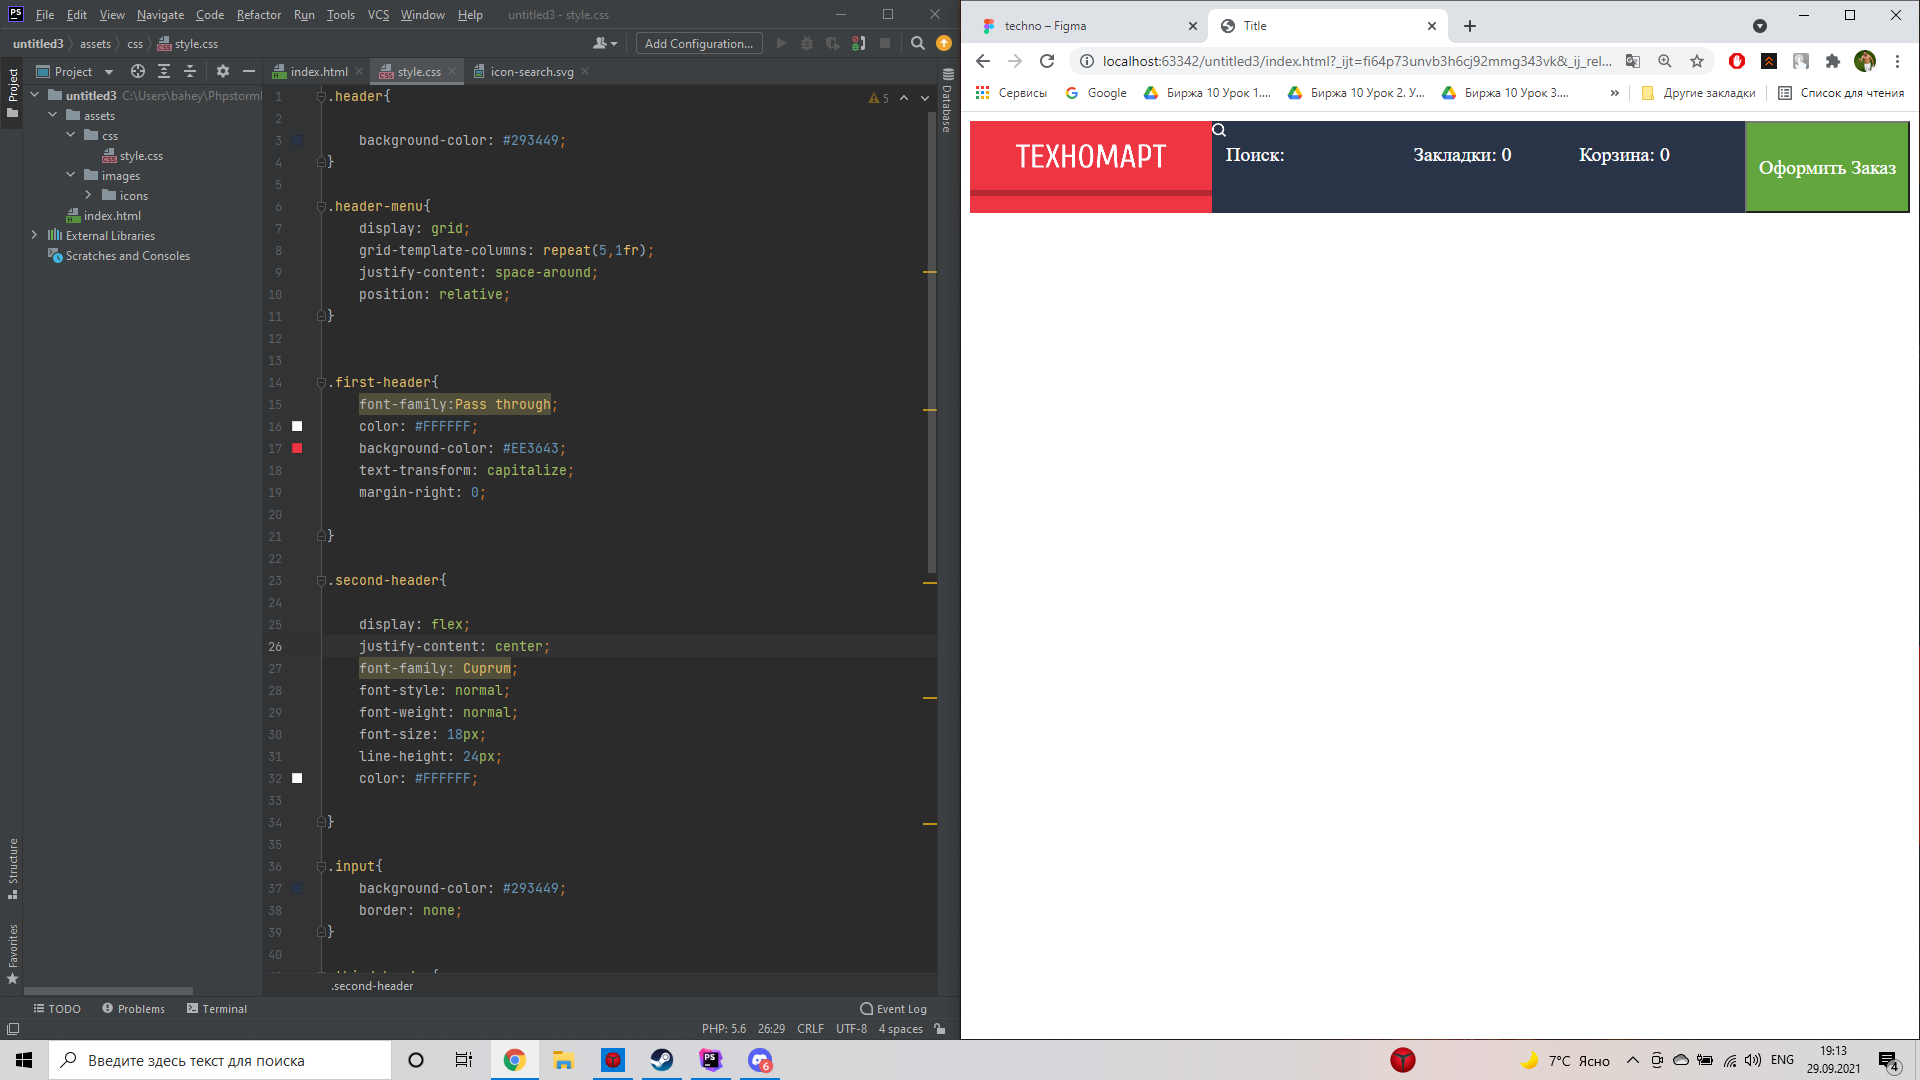 PS File Edit View Navigate Code Refactor Run Tools VCS Window Help untitled3 - style.css
untitled3 assets css style.css Add Configuration...
Project index.html style.css icon-search.svg
Project
Database
untitled3 C:\Users\bahey\Phpstorml
assets
css
style.css
images
icons
index.html
External Libraries
Scratches and Consoles
5
1 .header{
2
3 background-color: #293449;
4 }
5
6 .header-menu{
7 display: grid;
8 grid-template-columns: repeat(5,1fr);
9 justify-content: space-around;
10 position: relative;
11 }
12
13
14 .first-header{
15 font-family:Pass through;
16 color: #FFFFFF;
17 background-color: #EE3643;
18 text-transform: capitalize;
19 margin-right: 0;
20
21 }
22
23 .second-header{
24
25 display: flex;
26 justify-content: center;
27 font-family: Cuprum;
28 font-style: normal;
29 font-weight: normal;
30 font-size: 18px;
31 line-height: 24px;
32 color: #FFFFFF;
33
34 }
35
36 .input{
37 background-color: #293449;
38 border: none;
39 }
40
Structure
Favorites
.second-header
TODO Problems Terminal Event Log
PHP: 5.6 26:29 CRLF UTF-8 4 spaces
techno – Figma Title
localhost:63342/untitled3/index.html?_ijt=fi64p73unvb3h6cj92mmg343vk&_ij_rel...
Сервисы Google Биржа 10 Урок 1.... Биржа 10 Урок 2. У... Биржа 10 Урок 3.... » Другие закладки Список для чтения
ТЕХНОМАРТ Поиск: Закладки: 0 Корзина: 0 Оформить Заказ
Введите здесь текст для поиска
PS
6
7°C Ясно ENG
19:13
29.09.2021
4